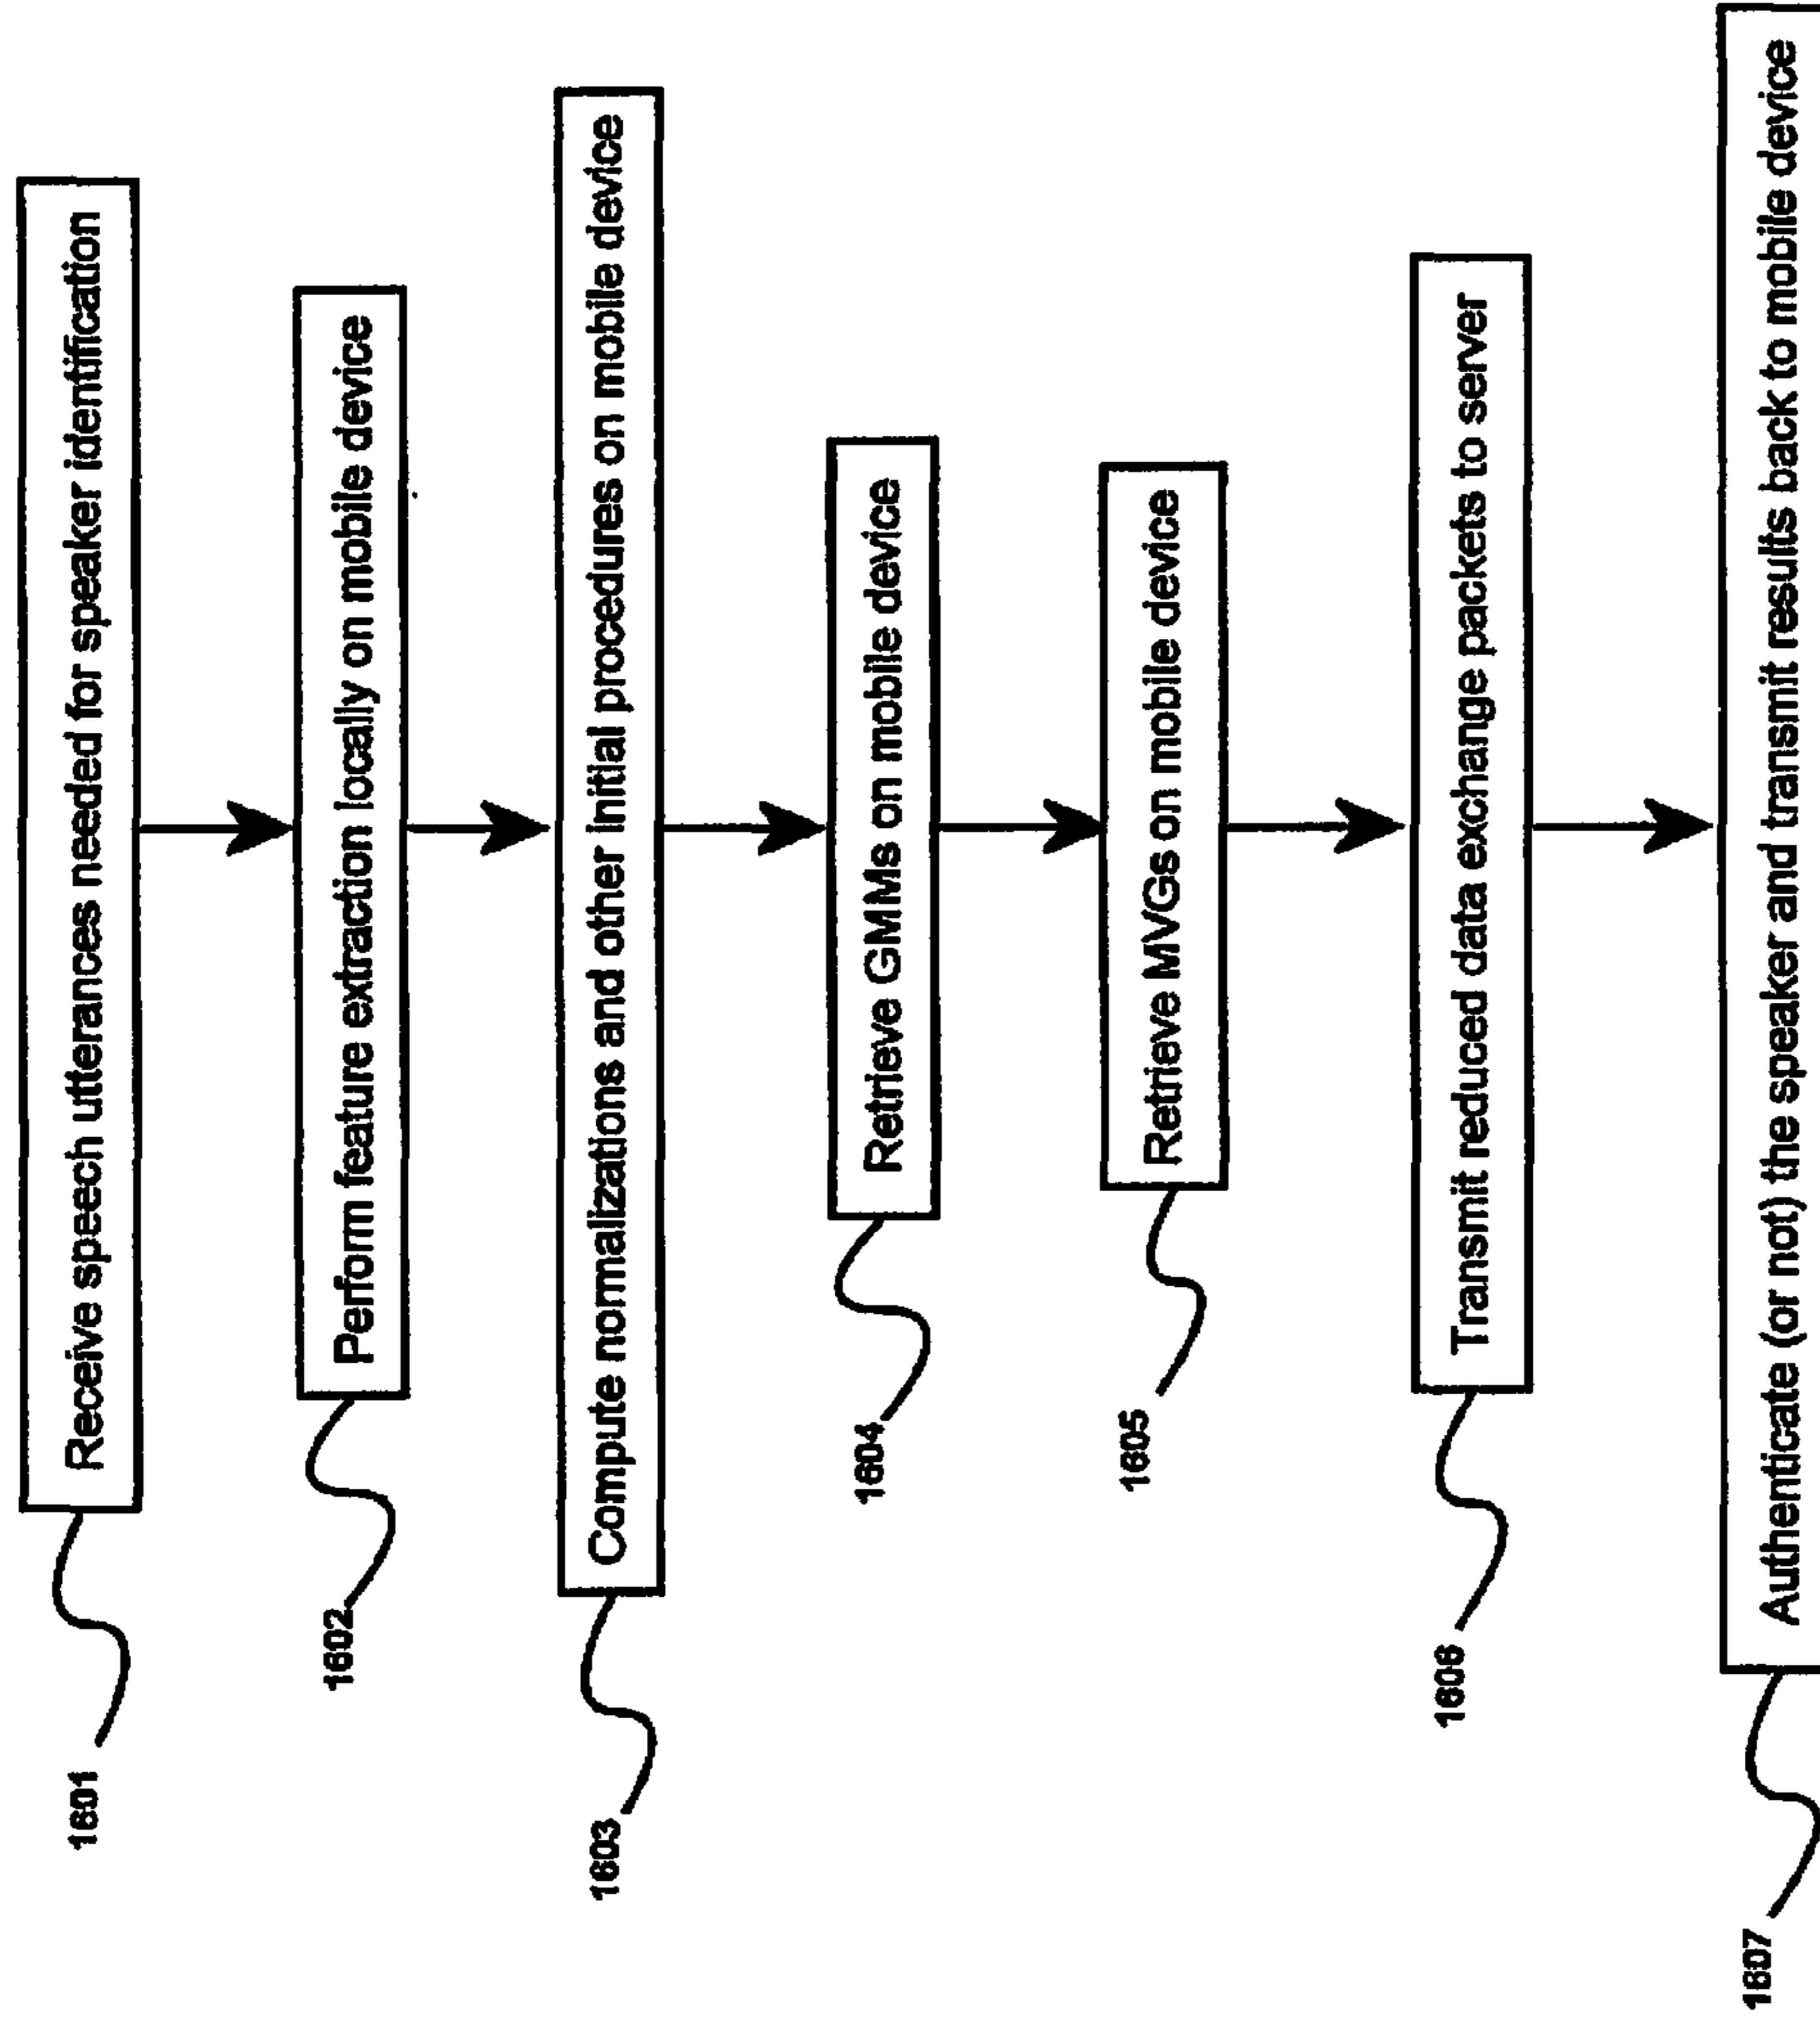 1601
Receive speech utterances needed for speaker identification
1602
Perform feature extraction locally on mobile device
1603
Compute normalizations and other initial procedures on mobile device
1604
Retrieve GMMs on mobile device
1605
Retrieve MVGs on mobile device
1606
Transmit reduced data exchange packets to server
1607
Authenticate (or not) the speaker and transmit results back to mobile device